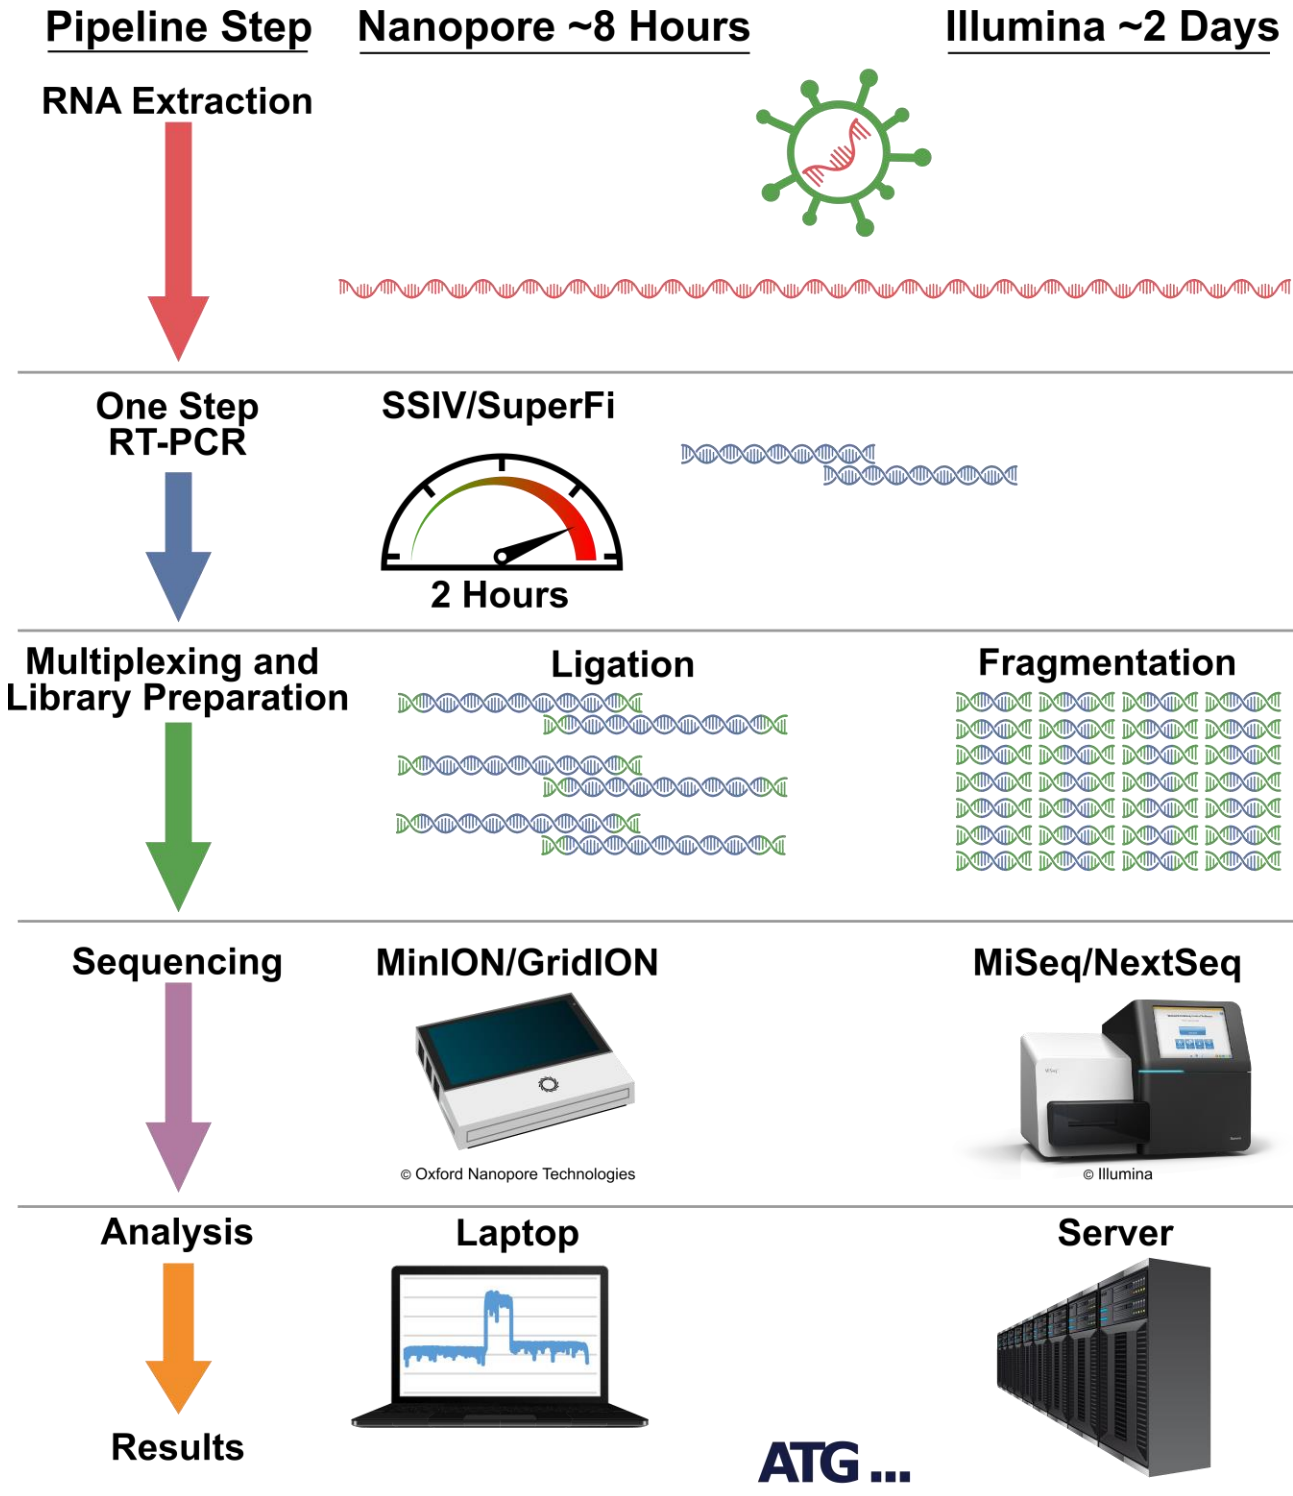 Pipeline Step
Nanopore ~8 Hours
Illumina ~2 Days
RNA Extraction
One Step
RT-PCR
SSIV/SuperFi
2 Hours
Multiplexing and
Library Preparation
Ligation
Fragmentation
Sequencing
MinION/GridION
MiSeq/NextSeq
© Oxford Nanopore Technologies
© Illumina
Analysis
Laptop
Server
Results
ATG ...